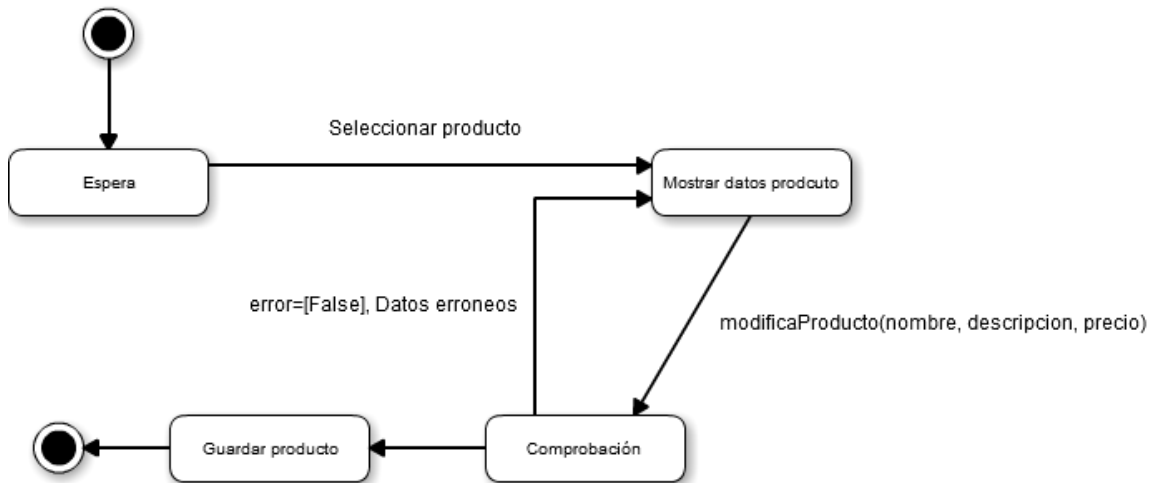 Seleccionar producto
Espera
Mostrar datos prodcuto
error=[False], Datos erroneos
modificaProducto(nombre, descripcion, precio)
Guardar producto
Comprobación